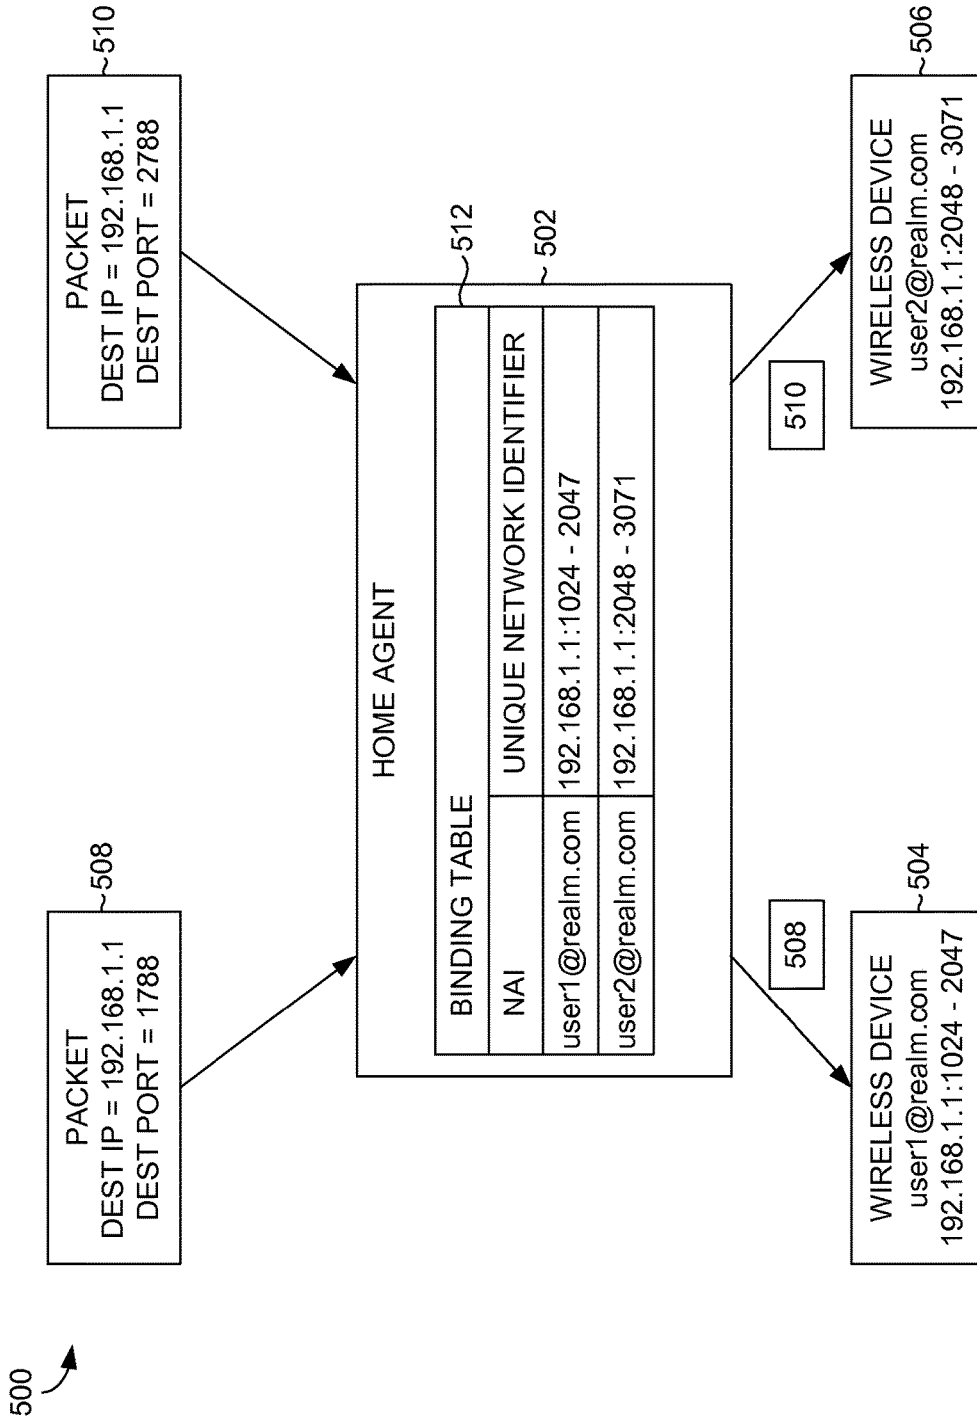 500
PACKET
DEST IP = 192.168.1.1
DEST PORT = 1788
508
PACKET
DEST IP = 192.168.1.1
DEST PORT = 2788
510
HOME AGENT
502
BINDING TABLE
512
NAI
UNIQUE NETWORK IDENTIFIER
user1@realm.com
192.168.1.1:1024 - 2047
user2@realm.com
192.168.1.1:2048 - 3071
508
510
WIRELESS DEVICE
user1@realm.com
192.168.1.1:1024 - 2047
504
WIRELESS DEVICE
user2@realm.com
192.168.1.1:2048 - 3071
506